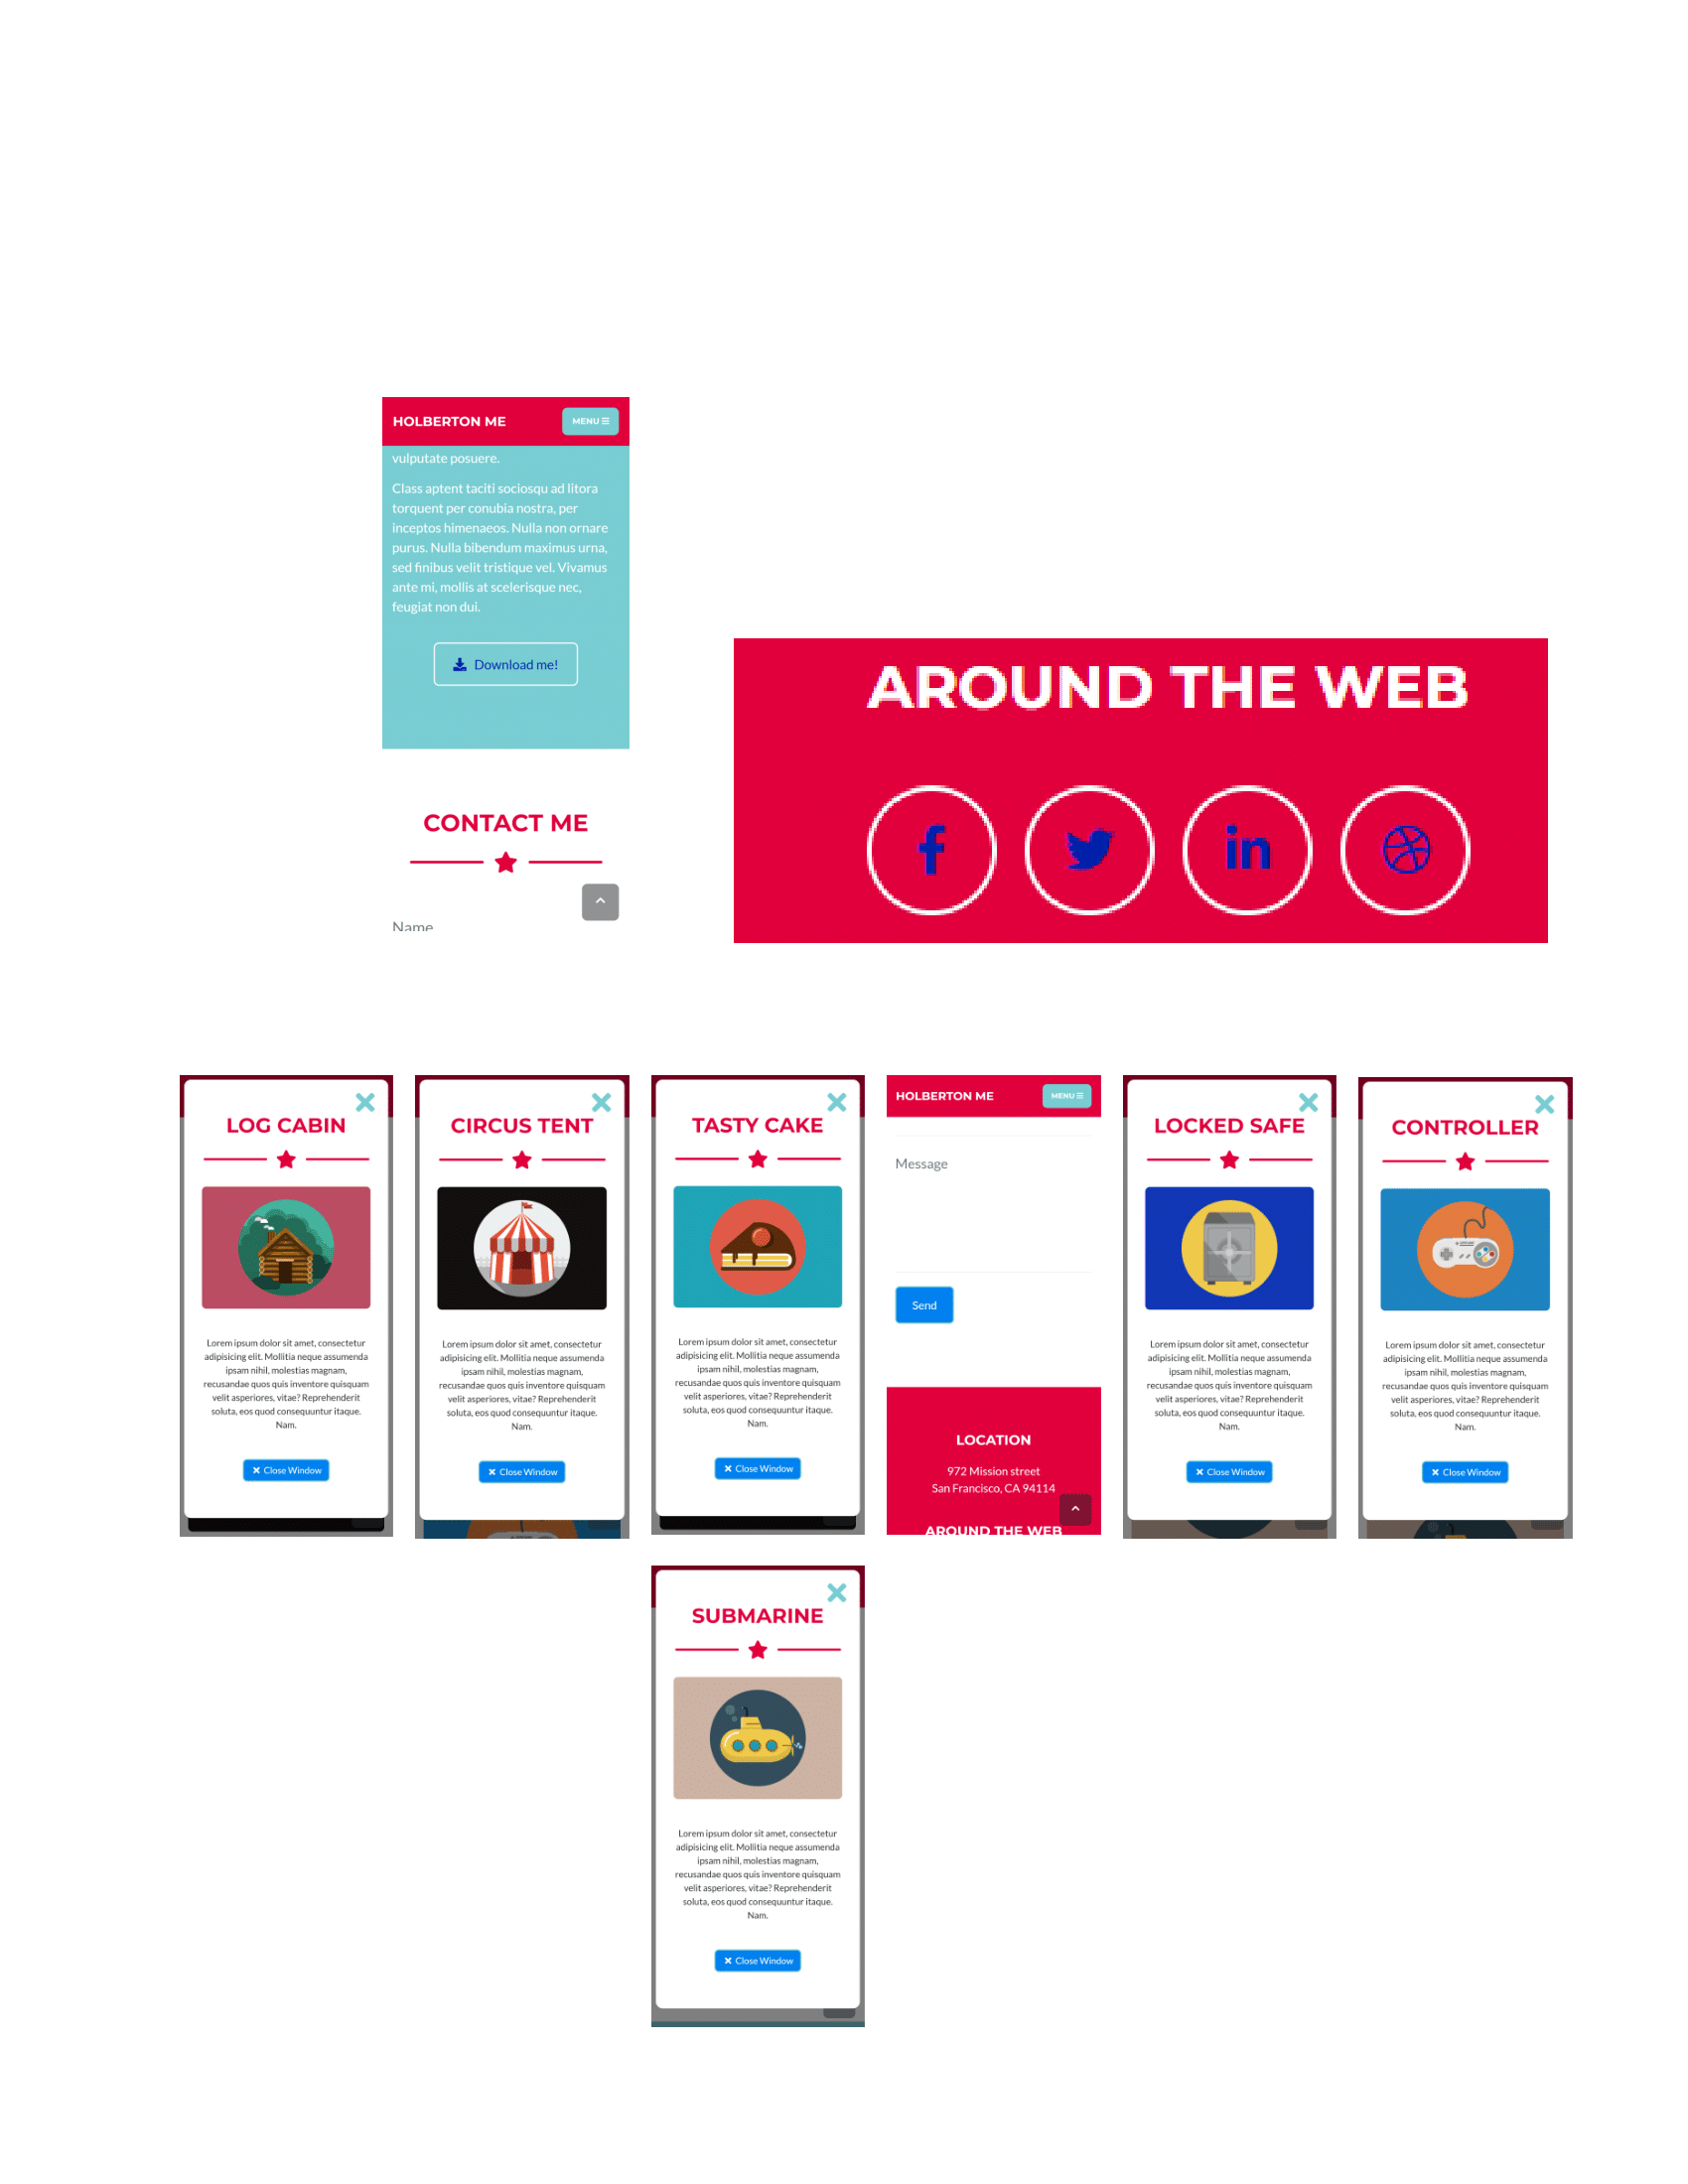 HOLBERTON ME
MENU
vulputate posuere.
Class aptent taciti sociosqu ad litora
torquent per conubia nostra, per
inceptos himenaeos. Nulla non ornare
purus. Nulla bibendum maximus urna,
sed finibus velit tristique vel. Vivamus
ante mi, mollis at scelerisque nec,
feugiat non dui.
Download me!
CONTACT ME
Name
AROUND THE WEB
LOG CABIN
Lorem ipsum dolor sit amet, consectetur
adipisicing elit. Mollitia neque assumenda
ipsam nihil, molestias magnam,
recusandae quos quis inventore quisquam
velit asperiores, vitae? Reprehenderit
soluta, eos quod consequuntur itaque.
Nam.
Close Window
CIRCUS TENT
Lorem ipsum dolor sit amet, consectetur
adipisicing elit. Mollitia neque assumenda
ipsam nihil, molestias magnam,
recusandae quos quis inventore quisquam
velit asperiores, vitae? Reprehenderit
soluta, eos quod consequuntur itaque.
Nam.
Close Window
TASTY CAKE
Lorem ipsum dolor sit amet, consectetur
adipisicing elit. Mollitia neque assumenda
ipsam nihil, molestias magnam,
recusandae quos quis inventore quisquam
velit asperiores, vitae? Reprehenderit
soluta, eos quod consequuntur itaque.
Nam.
Close Window
HOLBERTON ME
MENU
Message
Send
LOCATION
972 Mission street
San Francisco, CA 94114
AROUND THE WEB
LOCKED SAFE
Lorem ipsum dolor sit amet, consectetur
adipisicing elit. Mollitia neque assumenda
ipsam nihil, molestias magnam,
recusandae quos quis inventore quisquam
velit asperiores, vitae? Reprehenderit
soluta, eos quod consequuntur itaque.
Nam.
Close Window
CONTROLLER
Lorem ipsum dolor sit amet, consectetur
adipisicing elit. Mollitia neque assumenda
ipsam nihil, molestias magnam,
recusandae quos quis inventore quisquam
velit asperiores, vitae? Reprehenderit
soluta, eos quod consequuntur itaque.
Nam.
Close Window
SUBMARINE
Lorem ipsum dolor sit amet, consectetur
adipisicing elit. Mollitia neque assumenda
ipsam nihil, molestias magnam,
recusandae quos quis inventore quisquam
velit asperiores, vitae? Reprehenderit
soluta, eos quod consequuntur itaque.
Nam.
Close Window